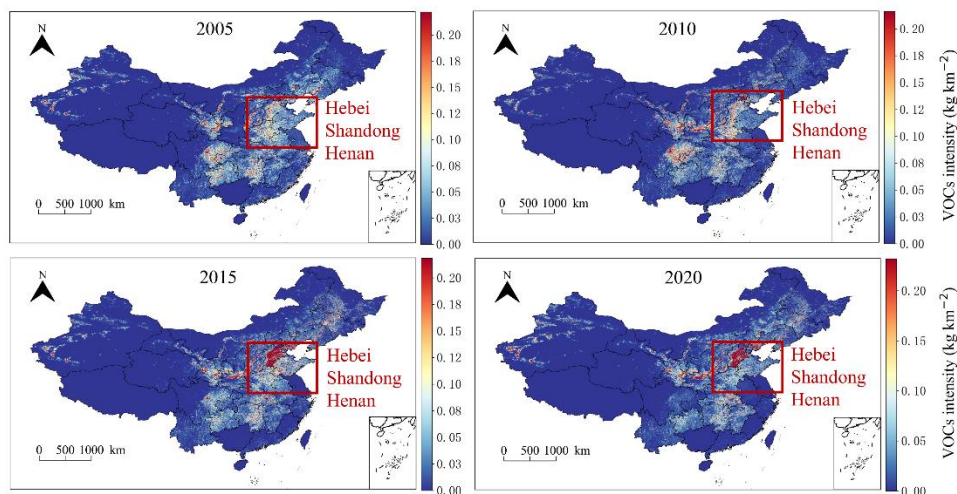 2005
N
Hebei
Shandong
Henan
0 500 1000 km
0.20
0.18
0.15
0.13
0.10
0.07
0.05
0.03
0.00
2010
N
Hebei
Shandong
Henan
0 500 1000 km
0.20
0.18
0.15
0.13
0.10
0.07
0.05
0.03
0.00
VOCs intensity (kg km⁻²)
2015
N
Hebei
Shandong
Henan
0 500 1000 km
0.20
0.18
0.15
0.12
0.10
0.07
0.05
0.03
0.00
2020
N
Hebei
Shandong
Henan
0 500 1000 km
0.20
0.15
0.10
0.05
0.00
VOCs intensity (kg km⁻²)